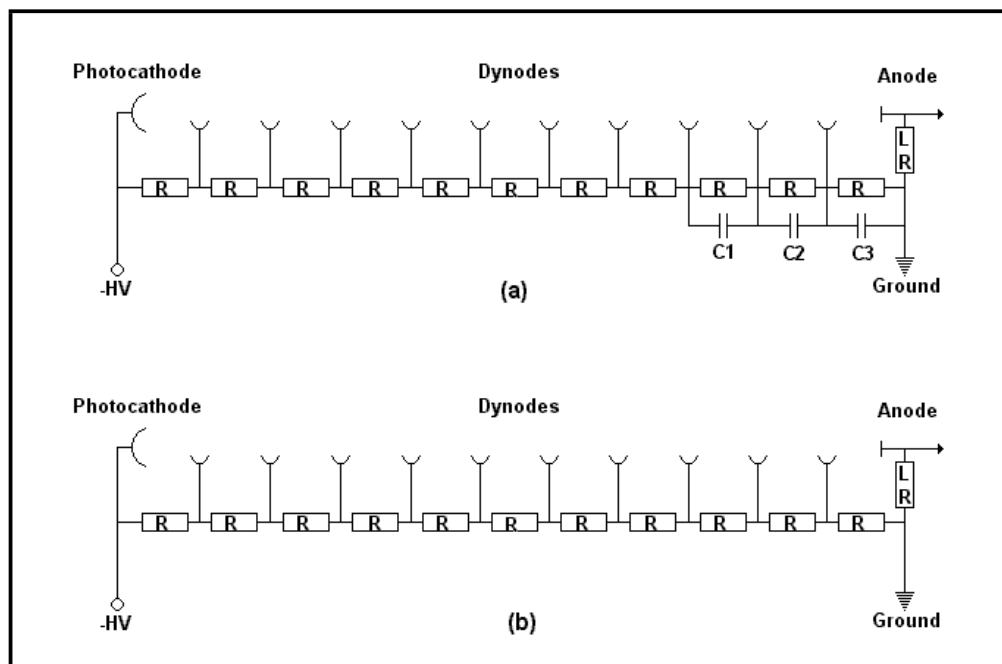 Photocathode Dynodes Anode
L
R
R R R R R R R R R R R
C1 C2 C3
-HV (a) Ground
Photocathode Dynodes Anode
L
R
R R R R R R R R R R R
-HV (b) Ground